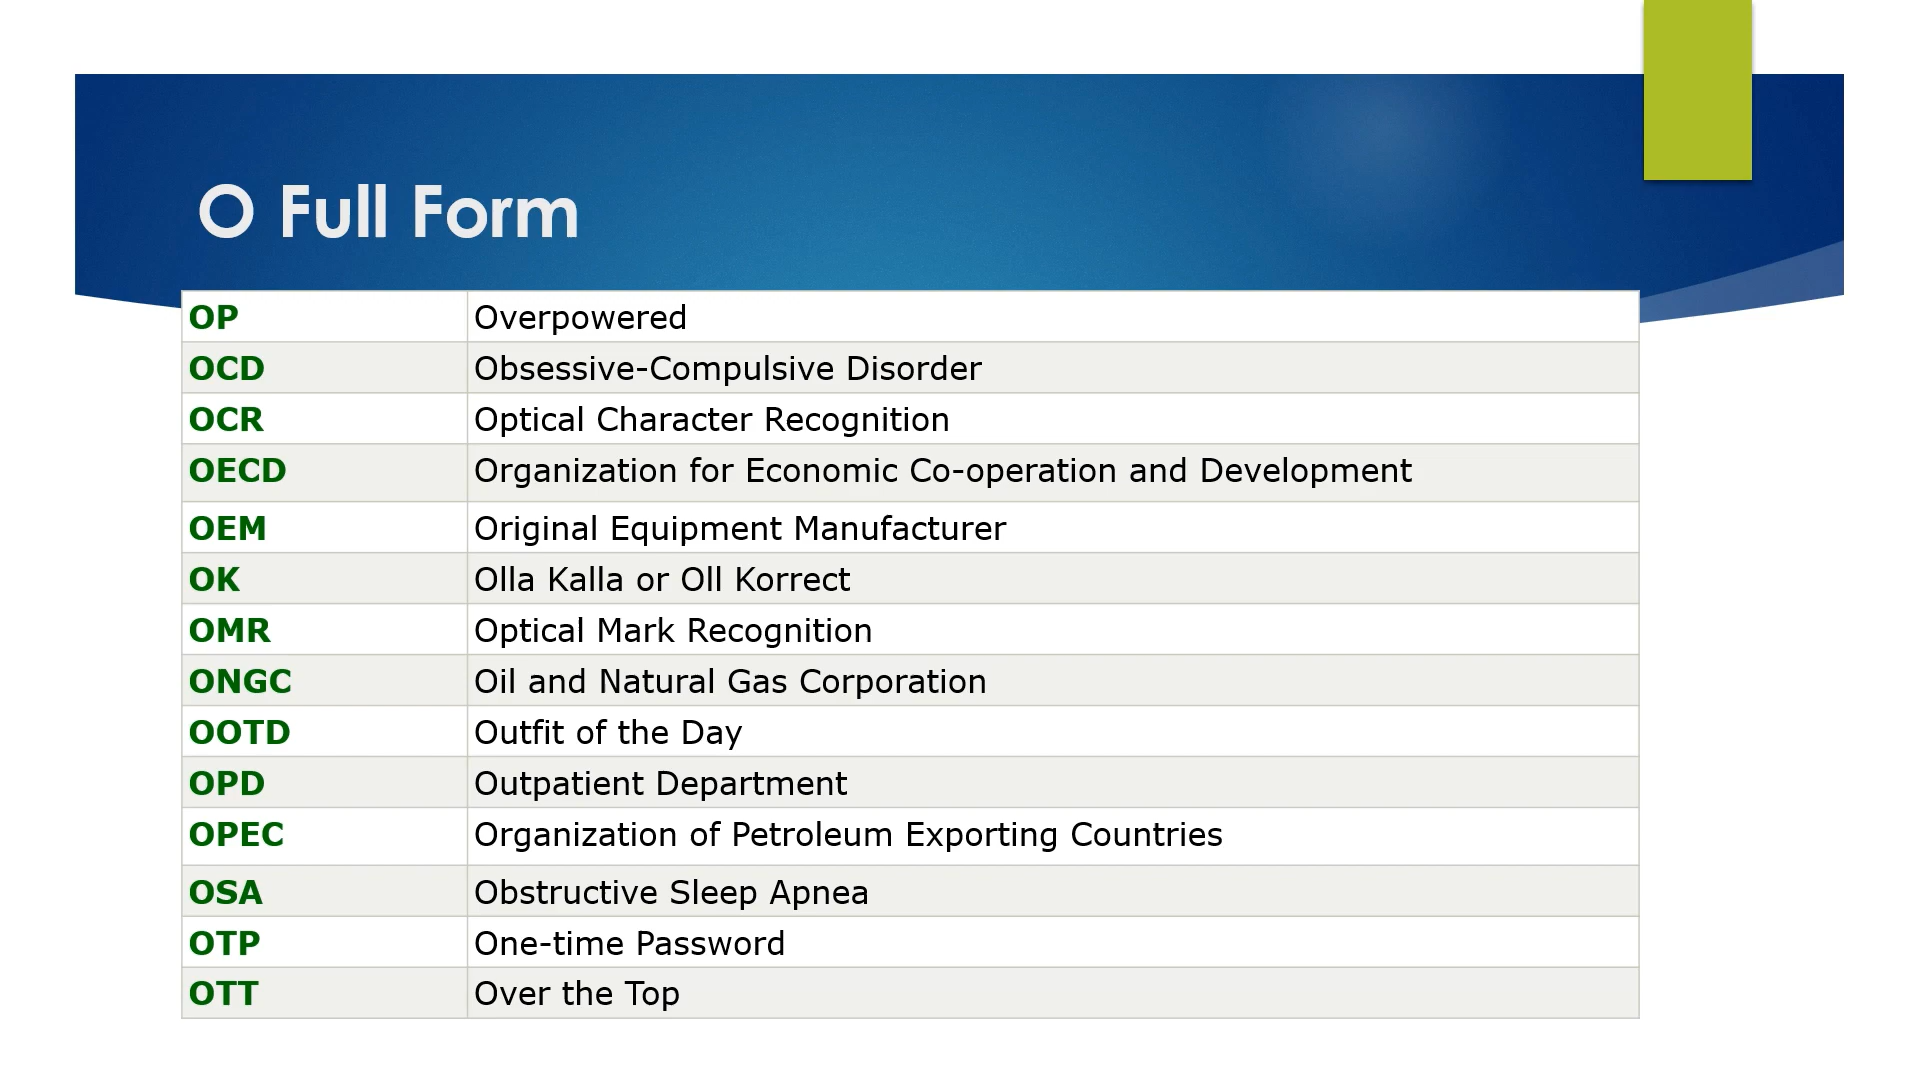 O Full Form
OP Overpowered
OCD Obsessive-Compulsive Disorder
OCR Optical Character Recognition
OECD Organization for Economic Co-operation and Development
OEM Original Equipment Manufacturer
OK Olla Kalla or Oll Korrect
OMR Optical Mark Recognition
ONGC Oil and Natural Gas Corporation
OOTD Outfit of the Day
OPD Outpatient Department
OPEC Organization of Petroleum Exporting Countries
OSA Obstructive Sleep Apnea
OTP One-time Password
OTT Over the Top